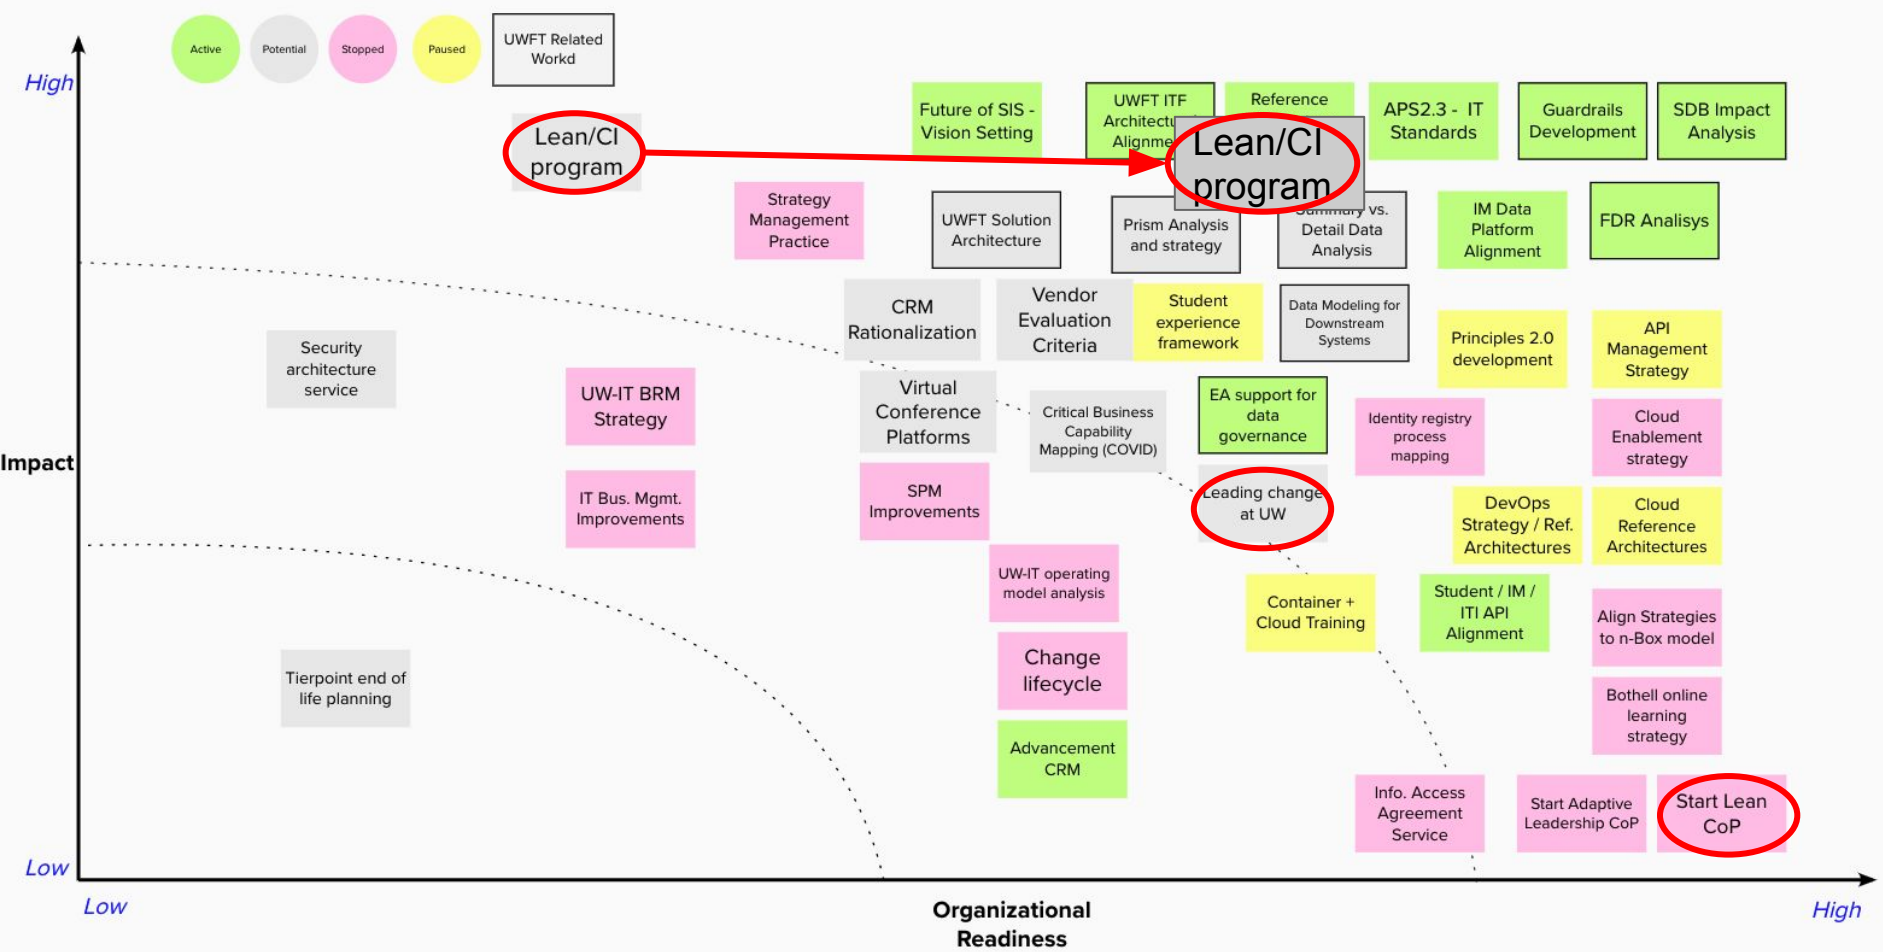 Active
Potential
Stopped
Paused
UWFT Related
Workd
High
Lean/CI
program
Future of SIS -
Vision Setting
UWFT ITF
Alignme
Reference
Lean/CI
program
APS2.3 - IT
Standards
Guardrails
Development
SDB Impact
Analysis
Strategy
Management
Practice
UWFT Solution
Architecture
Prism Analysis
and strategy
Summary vs.
Detail Data
Analysis
IM Data
Platform
Alignment
FDR Analisys
CRM
Rationalization
Vendor
Evaluation
Criteria
Student
experience
framework
Data Modeling for
Downstream
Systems
Principles 2.0
development
API
Management
Strategy
Security
architecture
service
UW-IT BRM
Strategy
Virtual
Conference
Platforms
Critical Business
Capability
Mapping (COVID)
EA support for
data
governance
Identity registry
process
mapping
Cloud
Enablement
strategy
Impact
IT Bus. Mgmt.
Improvements
SPM
Improvements
Leading change
at UW
DevOps
Strategy / Ref.
Architectures
Cloud
Reference
Architectures
UW-IT operating
model analysis
Container +
Cloud Training
Student / IM /
ITI API
Alignment
Align Strategies
to n-Box model
Change
lifecycle
Tierpoint end of
life planning
Bothell online
learning
strategy
Advancement
CRM
Info. Access
Agreement
Service
Start Adaptive
Leadership CoP
Start Lean
CoP
Low
Low
Organizational
Readiness
High